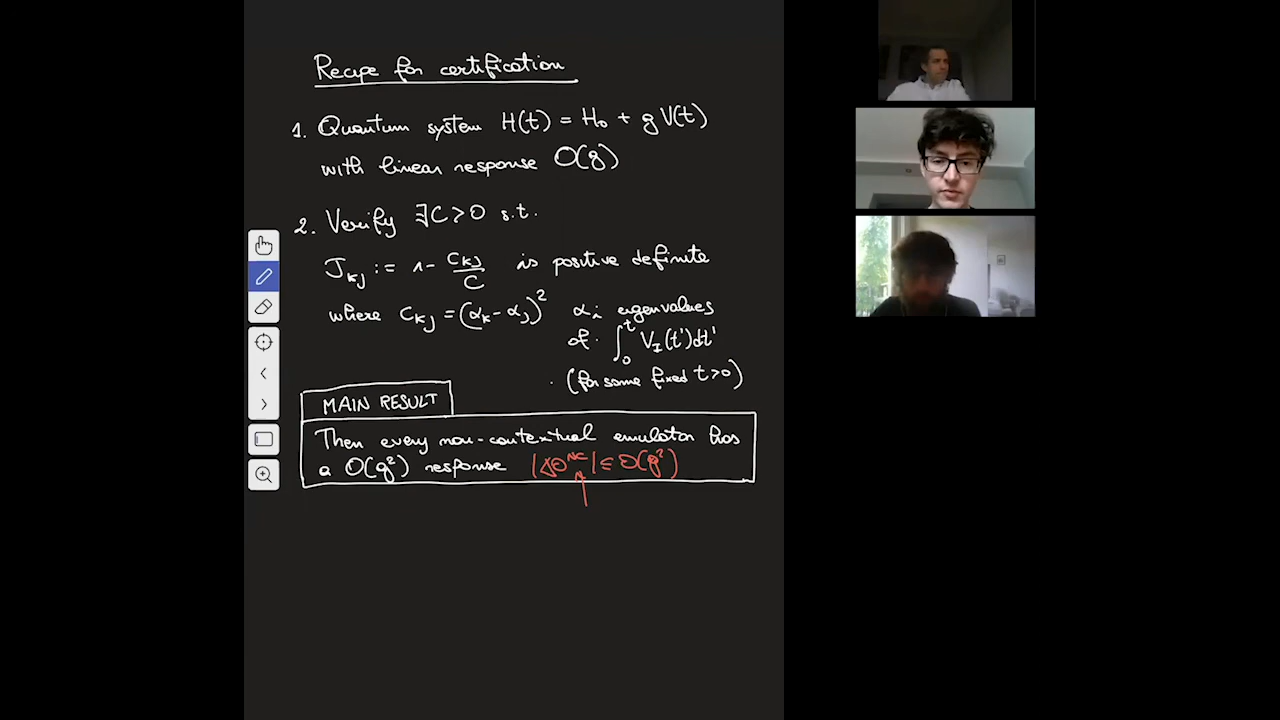 Recipe for certification
1. Quantum system H(t) = H₀ + g V(t)
with linear response O(g)
2. Verify ∃C>0 s.t.
J_kj := 1 - C_kj/C is positive definite
where C_kj = (α_k - α_j)² α_i eigenvalues
of ∫₀ᵗ V_I(t')dt'
(for some fixed t>0)
MAIN RESULT
Then every non-contextual emulator has
a O(g²) response |ΔO^NC| ≤ O(g²)